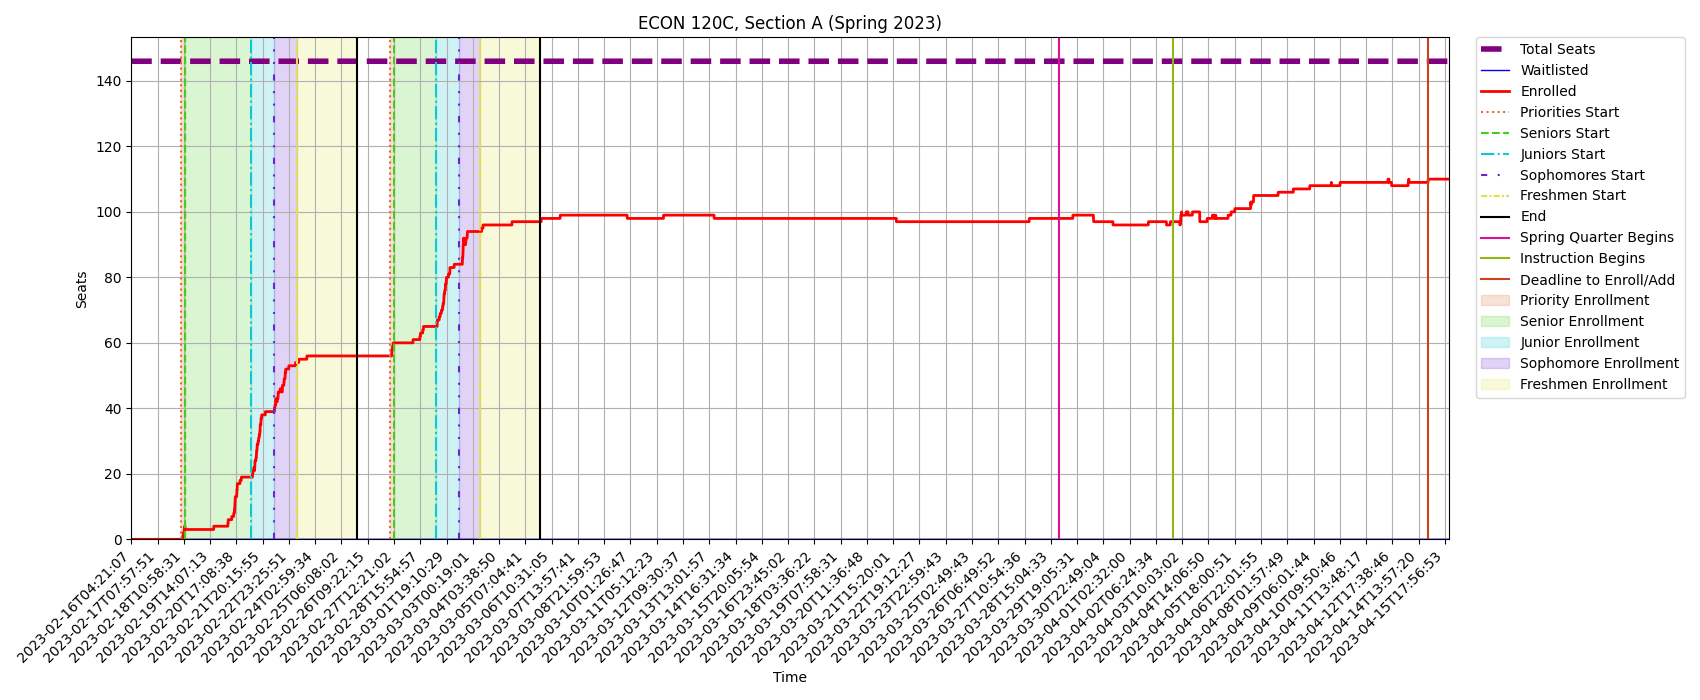 ECON 120C, Section A (Spring 2023)
Seats
140
120
100
80
60
40
20
0
2023-02-16T04:21:07
2023-02-17T07:57:51
2023-02-18T10:58:31
2023-02-19T14:07:13
2023-02-20T17:08:38
2023-02-21T20:15:55
2023-02-22T23:25:51
2023-02-24T02:59:34
2023-02-25T06:08:02
2023-02-26T09:22:15
2023-02-27T12:21:02
2023-02-28T15:54:57
2023-03-01T19:10:29
2023-03-03T00:19:01
2023-03-04T03:38:50
2023-03-05T07:04:41
2023-03-06T10:31:05
2023-03-07T13:57:41
2023-03-08T21:59:53
2023-03-10T01:26:47
2023-03-11T05:12:23
2023-03-12T09:30:37
2023-03-13T13:01:57
2023-03-14T16:31:34
2023-03-15T20:05:54
2023-03-16T23:45:02
2023-03-18T03:36:22
2023-03-19T07:58:31
2023-03-20T11:36:48
2023-03-21T15:20:01
2023-03-22T19:12:27
2023-03-23T22:59:43
2023-03-25T02:49:43
2023-03-26T06:49:52
2023-03-27T10:54:36
2023-03-28T15:04:33
2023-03-29T19:05:31
2023-03-30T22:49:04
2023-04-01T02:32:00
2023-04-02T06:24:34
2023-04-03T10:03:02
2023-04-04T14:06:50
2023-04-05T18:00:51
2023-04-06T22:01:55
2023-04-08T01:57:49
2023-04-09T06:01:44
2023-04-10T09:50:46
2023-04-11T13:48:17
2023-04-12T17:38:46
2023-04-14T13:57:20
2023-04-15T17:56:53
Time
Total Seats
Waitlisted
Enrolled
Priorities Start
Seniors Start
Juniors Start
Sophomores Start
Freshmen Start
End
Spring Quarter Begins
Instruction Begins
Deadline to Enroll/Add
Priority Enrollment
Senior Enrollment
Junior Enrollment
Sophomore Enrollment
Freshmen Enrollment